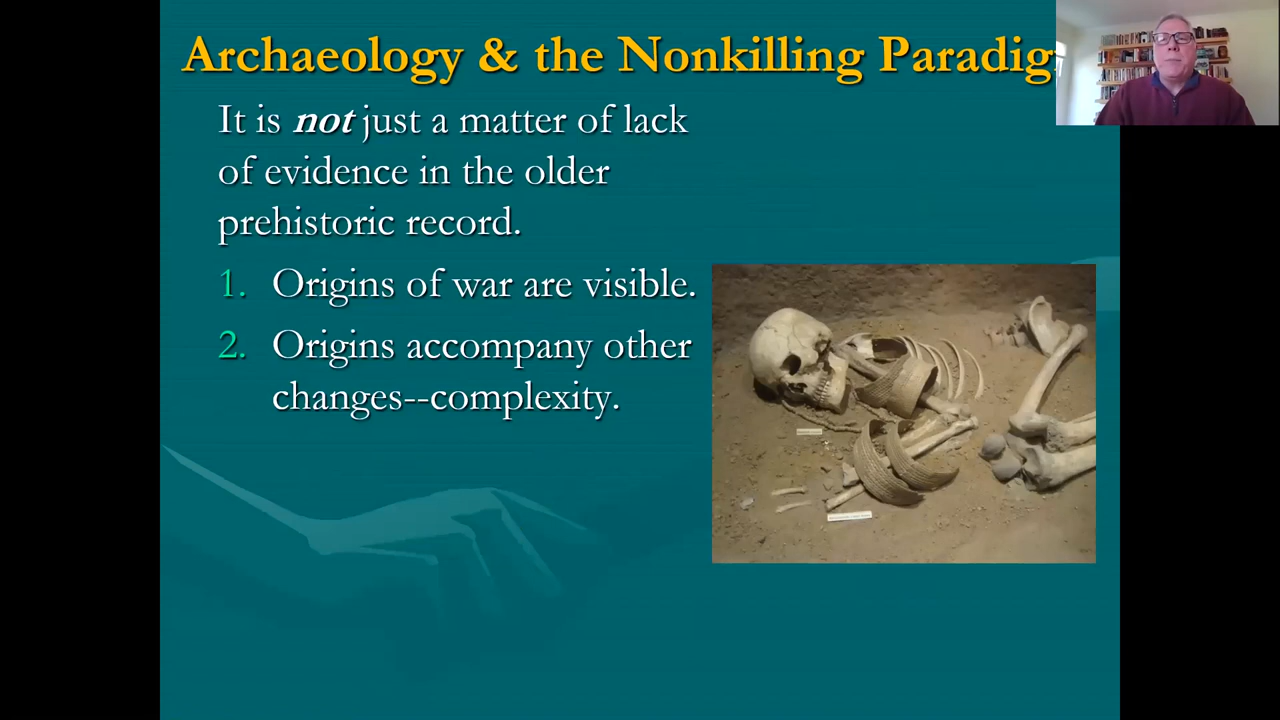 Archaeology & the Nonkilling Paradig
It is not just a matter of lack
of evidence in the older
prehistoric record.
1. Origins of war are visible.
2. Origins accompany other
changes--complexity.